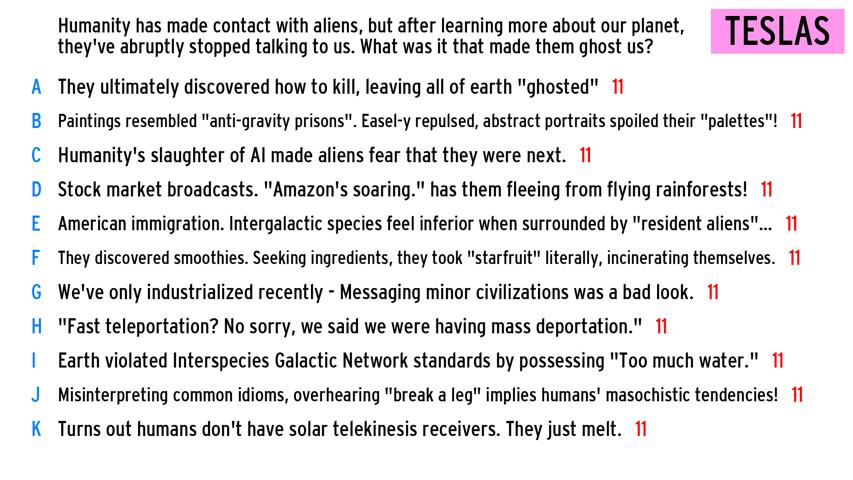 Humanity has made contact with aliens, but after learning more about our planet,
they've abruptly stopped talking to us. What was it that made them ghost us?
TESLAS
A They ultimately discovered how to kill, leaving all of earth "ghosted" 11
B Paintings resembled "anti-gravity prisons". Easel-y repulsed, abstract portraits spoiled their "palettes"! 11
C Humanity's slaughter of AI made aliens fear that they were next. 11
D Stock market broadcasts. "Amazon's soaring." has them fleeing from flying rainforests! 11
E American immigration. Intergalactic species feel inferior when surrounded by "resident aliens"... 11
F They discovered smoothies. Seeking ingredients, they took "starfruit" literally, incinerating themselves. 11
G We've only industrialized recently - Messaging minor civilizations was a bad look. 11
H "Fast teleportation? No sorry, we said we were having mass deportation." 11
I Earth violated Interspecies Galactic Network standards by possessing "Too much water." 11
J Misinterpreting common idioms, overhearing "break a leg" implies humans' masochistic tendencies! 11
K Turns out humans don't have solar telekinesis receivers. They just melt. 11